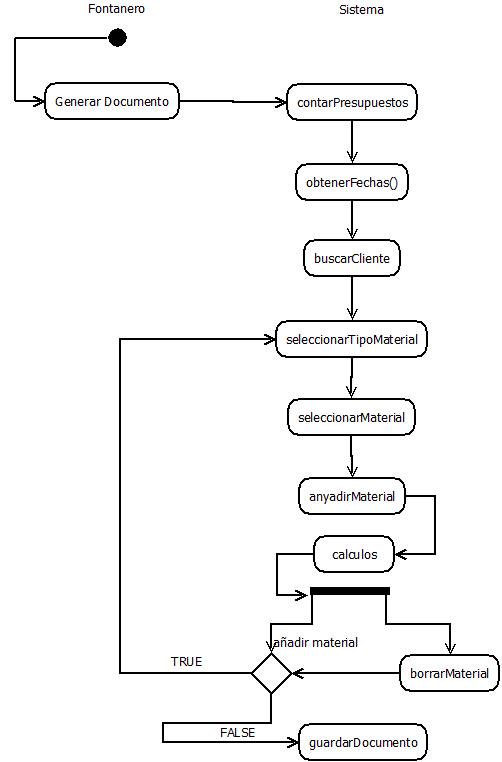 Fontanero
Sistema
Generar Documento
contarPresupuestos
obtenerFechas()
buscarCliente
seleccionarTipoMaterial
seleccionarMaterial
anyadirMaterial
calculos
añadir material
TRUE
borrarMaterial
FALSE
guardarDocumento